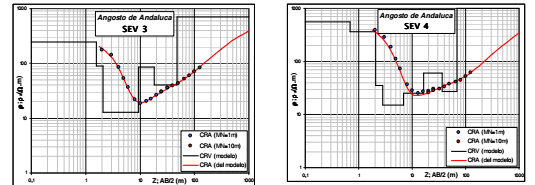 Angosto de Andaluca
SEV 3
1000
100
10
1
0.1
1
10
100
1000
Z; AB/2 (m)
CRA (MN=1m)
CRA (MN=10m)
CRV (modelo)
CRA (del modelo)
Angosto de Andaluca
SEV 4
1000
100
10
1
0.1
1
10
100
1000
Z; AB/2 (m)
CRA (MN=1m)
CRA (MN=10m)
CRV (modelo)
CRA (del modelo)